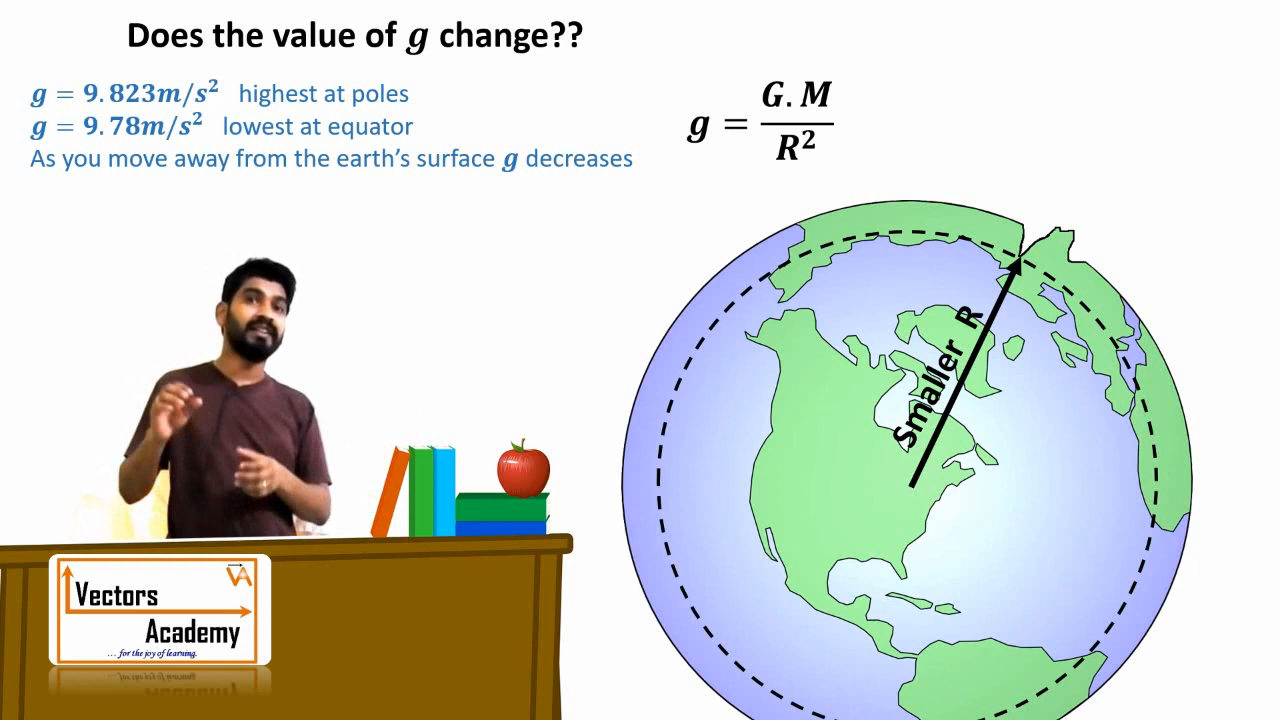 Does the value of g change??
g = 9.823m/s² highest at poles
g = 9.78m/s² lowest at equator
As you move away from the earth's surface g decreases
g = G.M / R²
Smaller R
Vectors
Academy
... for the joy of learning.
VA